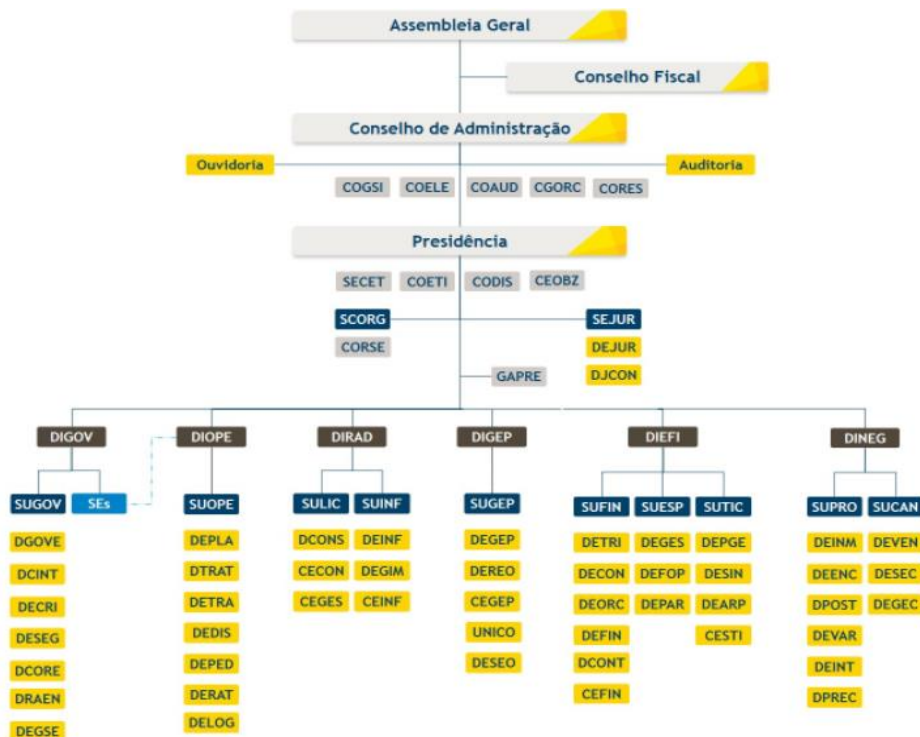 Assembleia Geral
Conselho Fiscal
Conselho de Administração
Ouvidoria Auditoria
COGSI COELE COAUD CGORC CORES
Presidência
SECET COETI CODIS CEOBZ
SCORG SEJUR
CORSE DEJUR
DJCON
GAPRE
DIGOV DIOPE DIRAD DIGEP DIEFI DINEG
SUGOV SEs SUOPE SULIC SUINF SUGEP SUFIN SUESP SUTIC SUPRO SUCAN
DGOVE DEPLA DCONS DEINF DEGEP DETRI DEGES DEPGE DEINM DEVEN
DCINT DTRAT CECON DEGIM DEREO DECON DEFOP DESIN DEENC DESEC
DECRI DETRA CEGES CEINF CEGEP DEORC DEPAR DEARP DPOST DEGEC
DESEG DEDIS UNICO DEFIN CESTI DEVAR
DCORE DEPED DESEO DCONT DEINT
DRAEN DERAT CEFIN DPREC
DEGSE DELOG